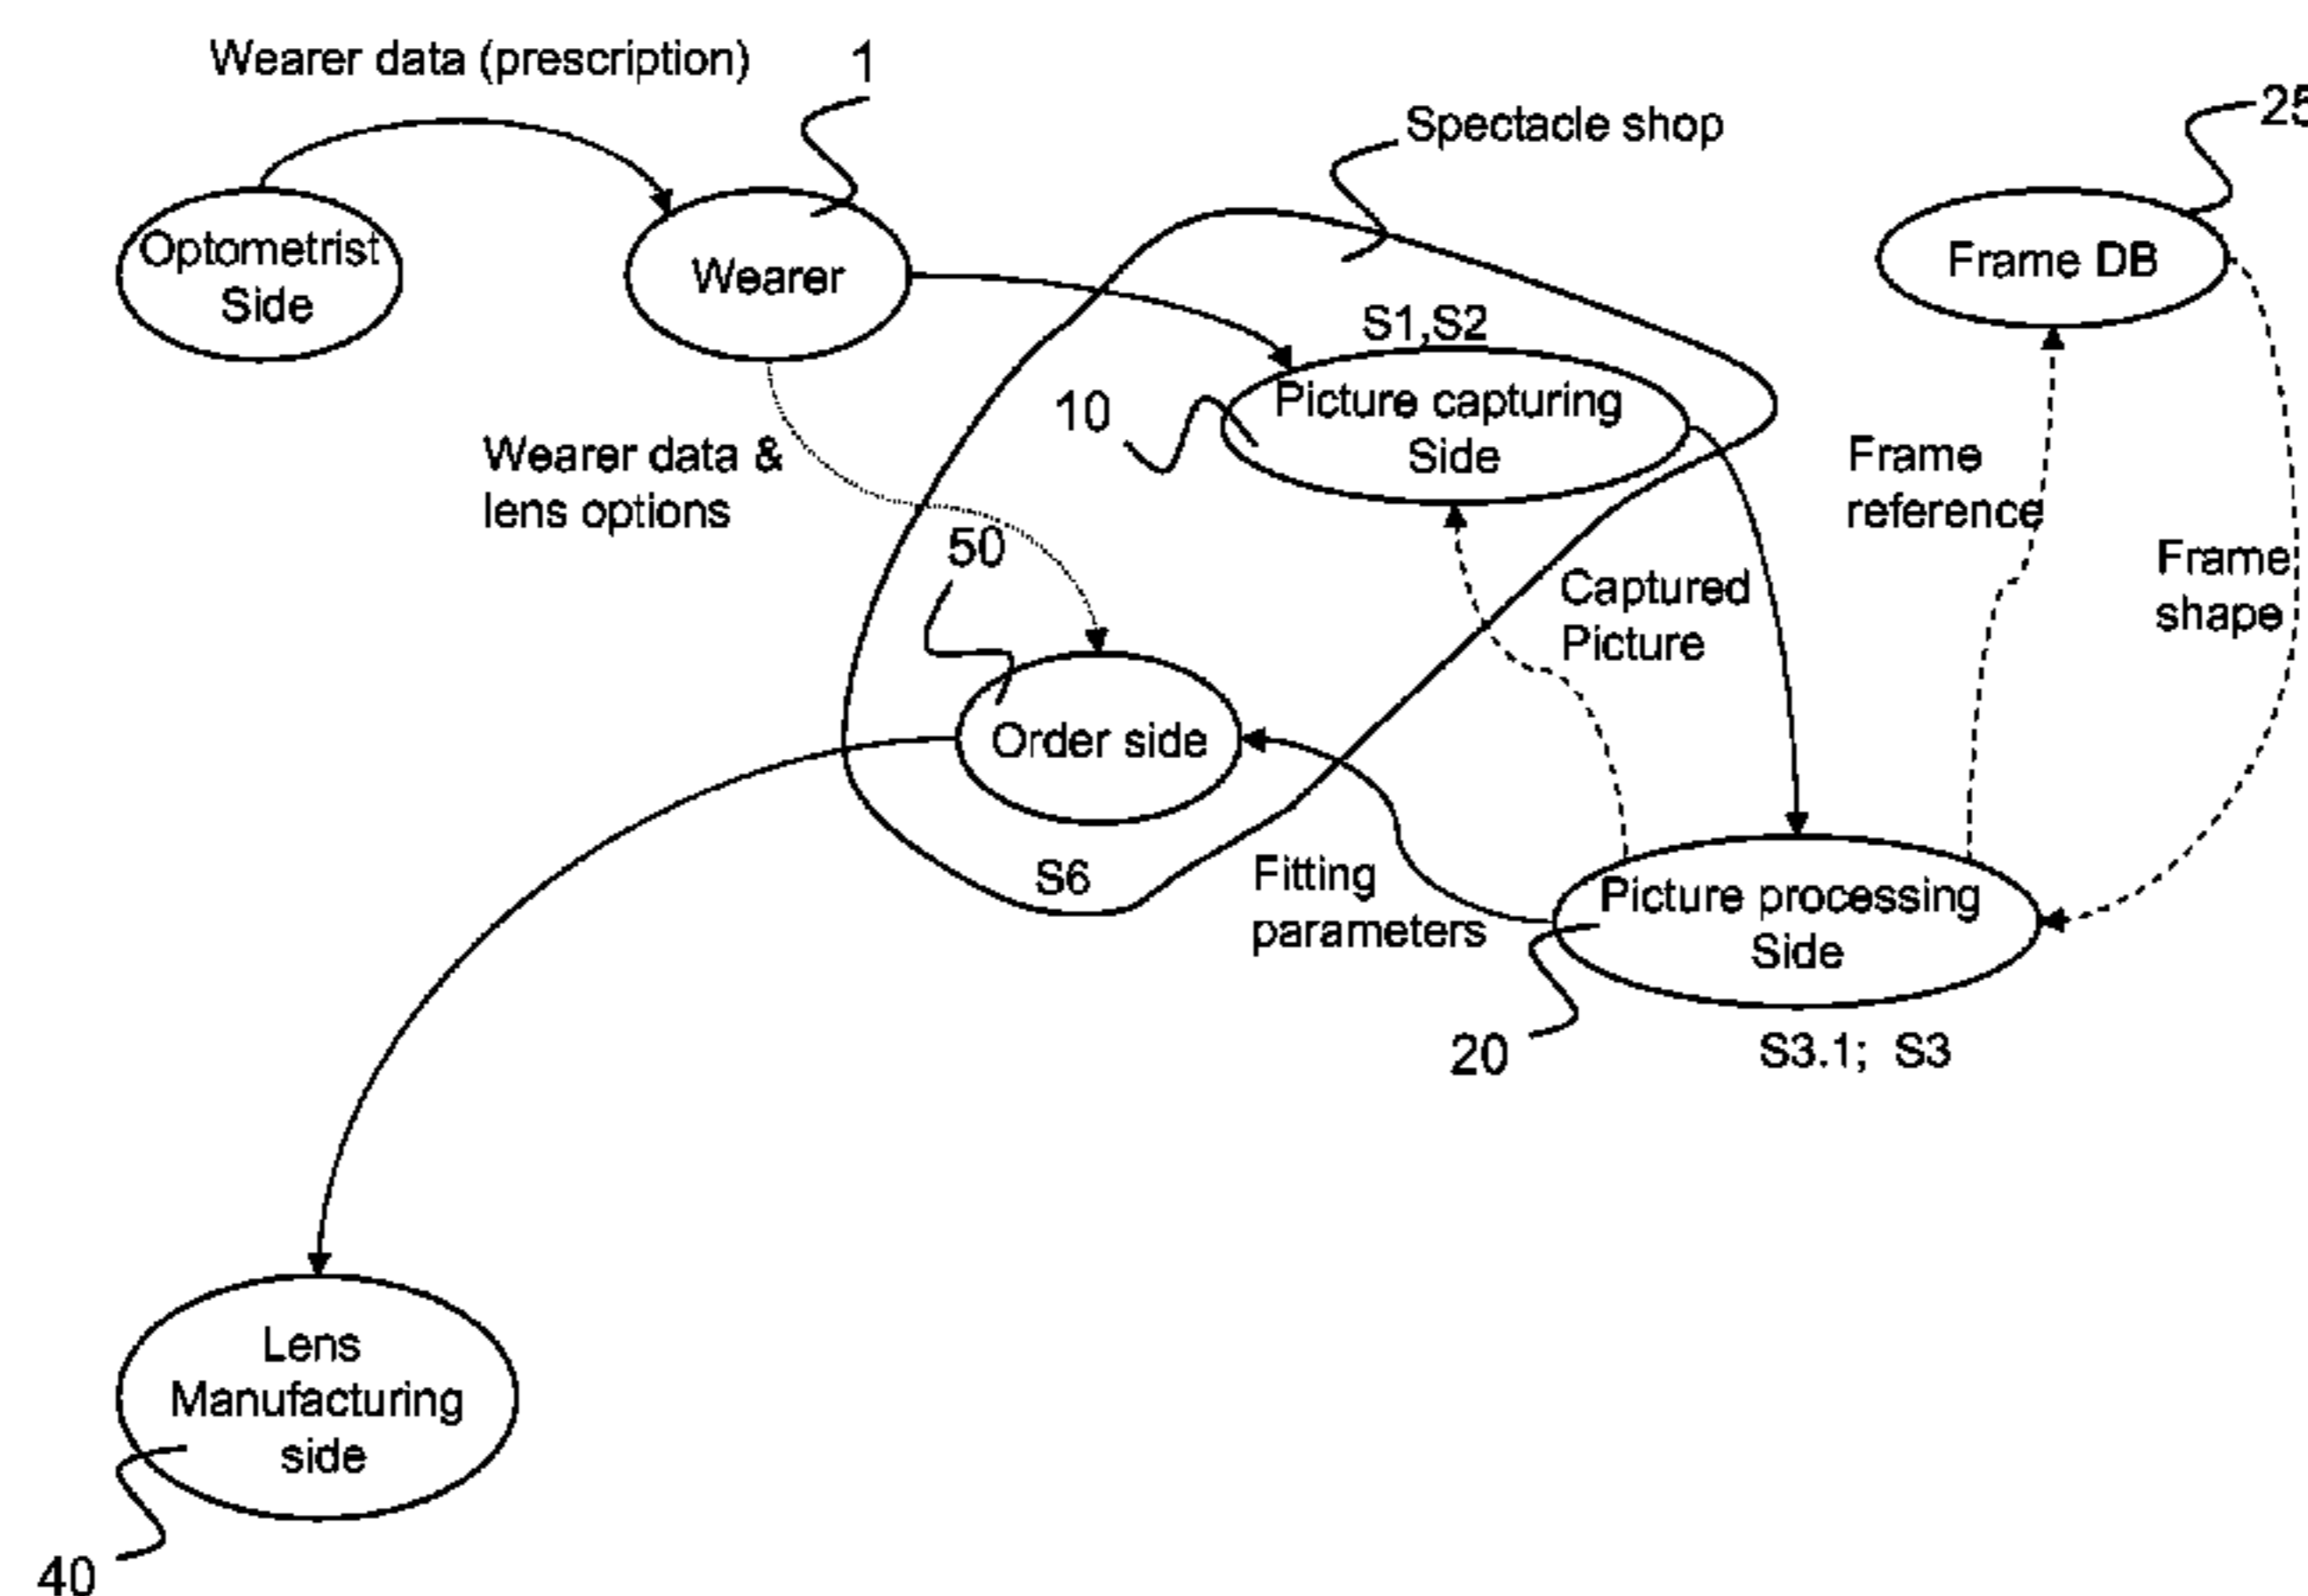 Wearer data (prescription)
1
Spectacle shop
25
Optometrist
Side
Wearer
Frame DB
S1,S2
10
Picture capturing
Side
Wearer data &
lens options
Frame
reference
50
Captured
Picture
Frame
shape
Order side
S6
Fitting
parameters
Picture processing
Side
20
S3.1; S3
Lens
Manufacturing
side
40